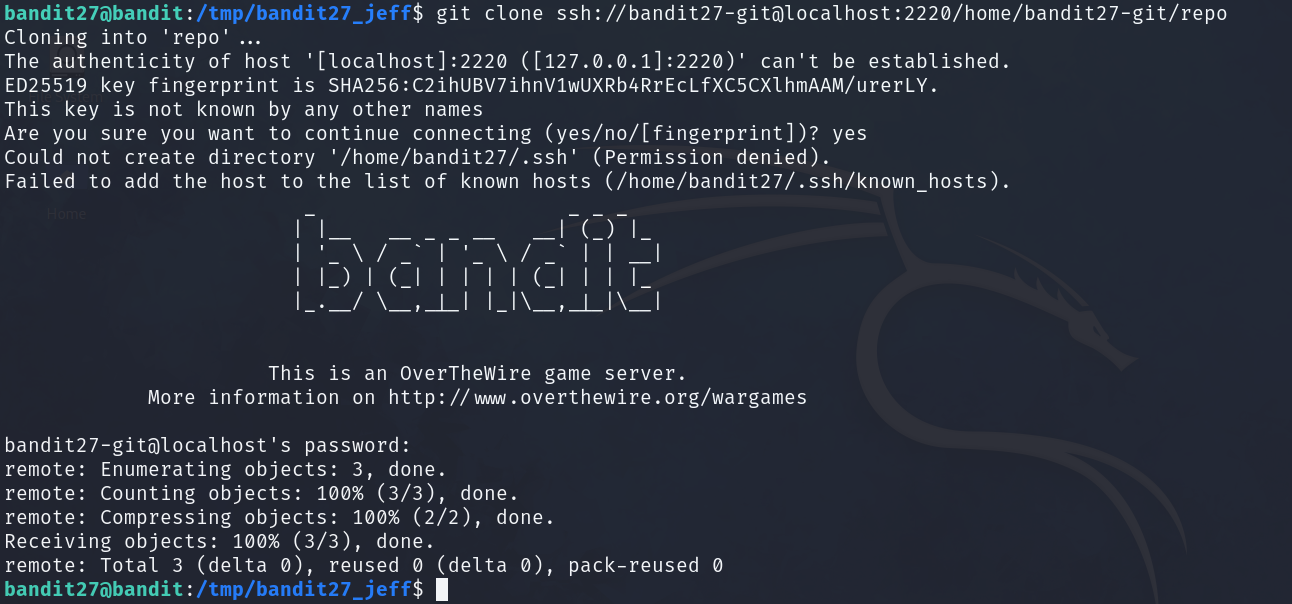 bandit27@bandit:/tmp/bandit27_jeff$ git clone ssh://bandit27-git@localhost:2220/home/bandit27-git/repo
Cloning into 'repo'...
The authenticity of host '[localhost]:2220 ([127.0.0.1]:2220)' can't be established.
ED25519 key fingerprint is SHA256:C2ihUBV7ihnV1wUXRb4RrEcLfXC5CXlhmAAM/urerLY.
This key is not known by any other names
Are you sure you want to continue connecting (yes/no/[fingerprint])? yes
Could not create directory '/home/bandit27/.ssh' (Permission denied).
Failed to add the host to the list of known hosts (/home/bandit27/.ssh/known_hosts).
Home
bandit
This is an OverTheWire game server.
More information on http://www.overthewire.org/wargames
bandit27-git@localhost's password:
remote: Enumerating objects: 3, done.
remote: Counting objects: 100% (3/3), done.
remote: Compressing objects: 100% (2/2), done.
Receiving objects: 100% (3/3), done.
remote: Total 3 (delta 0), reused 0 (delta 0), pack-reused 0
bandit27@bandit:/tmp/bandit27_jeff$